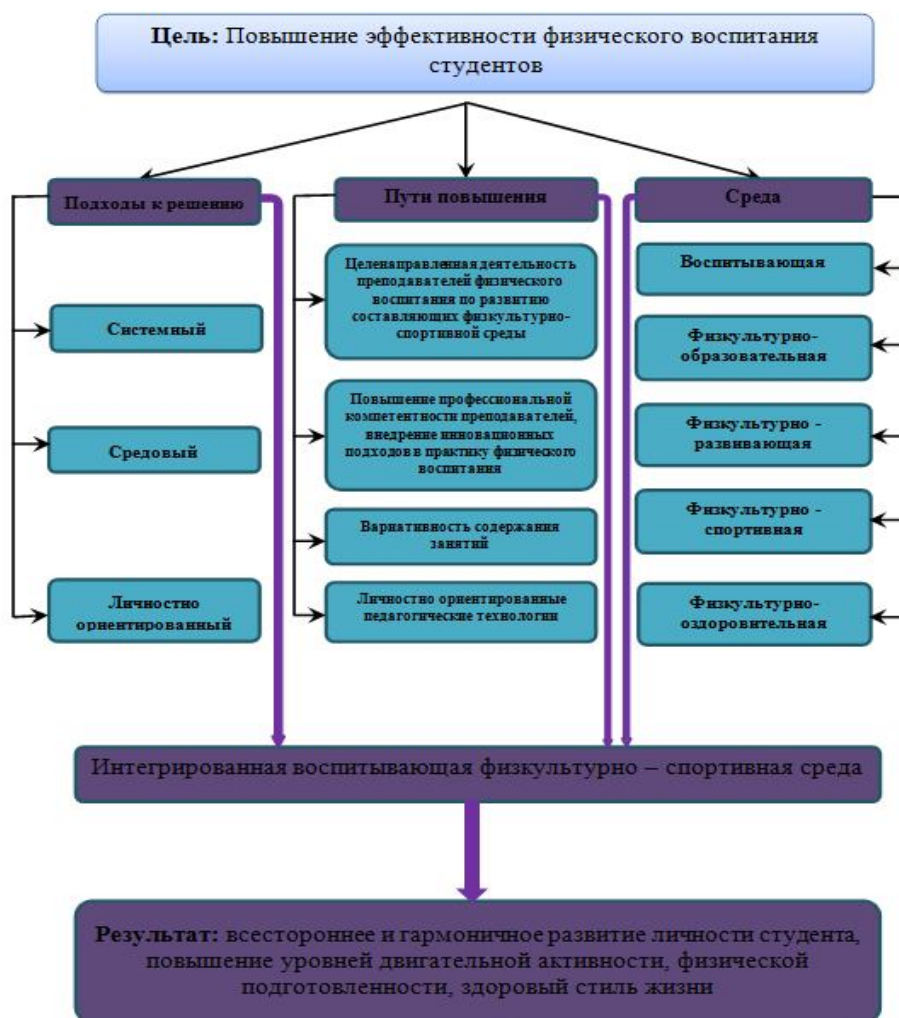 Цель: Повышение эффективности физического воспитания
студентов
Подходы к решению
Системный
Средовый
Личностно
ориентированный
Пути повышения
Целенаправленная деятельность
преподавателей физического
воспитания по развитию
составляющих физкультурно-
спортивной среды
Повышение профессиональной
компетентности преподавателей,
внедрение инновационных
подходов в практику физического
воспитания
Вариативность содержания
занятий
Личностно ориентированные
педагогические технологии
Среда
Воспитывающая
Физкультурно-
образовательная
Физкультурно -
развивающая
Физкультурно -
спортивная
Физкультурно-
оздоровительная
Интегрированная воспитывающая физкультурно – спортивная среда
Результат: всестороннее и гармоничное развитие личности студента,
повышение уровней двигательной активности, физической
подготовленности, здоровый стиль жизни